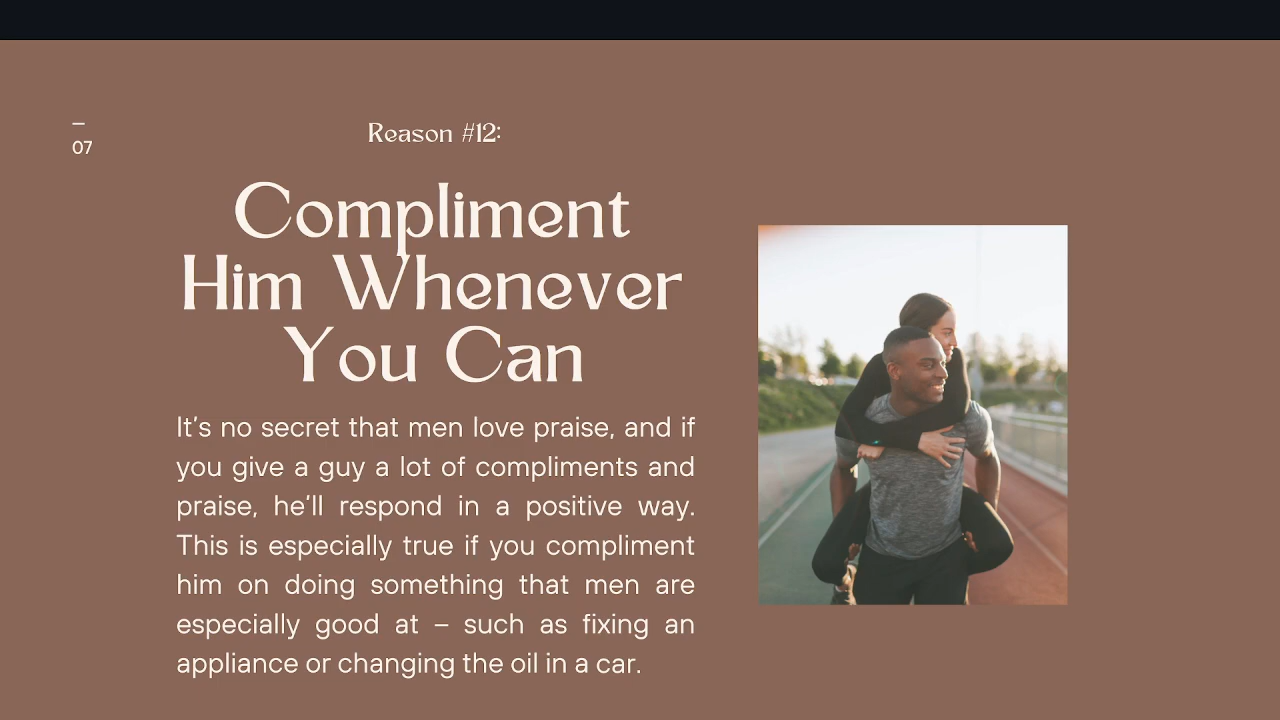 07
Reason #12:
Compliment
Him Whenever
You Can
It's no secret that men love praise, and if
you give a guy a lot of compliments and
praise, he'll respond in a positive way.
This is especially true if you compliment
him on doing something that men are
especially good at – such as fixing an
appliance or changing the oil in a car.